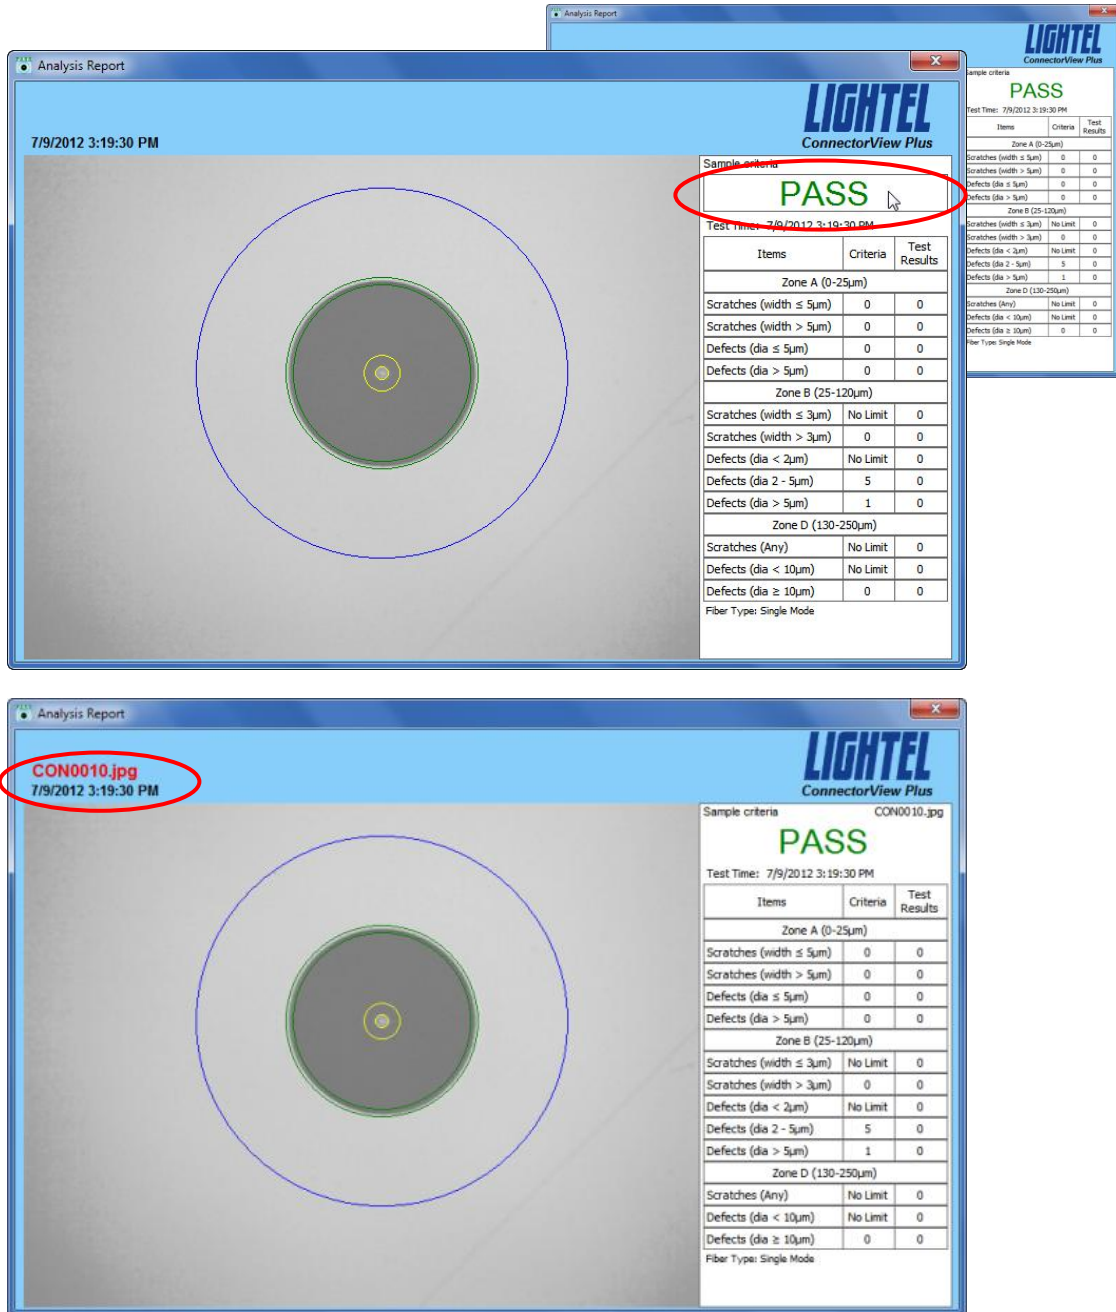 Analysis Report
LIGHTEL
ConnectorView Plus
Sample criteria
PASS
Test Time: 7/9/2012 3:19:30 PM
Items Criteria Test Results
Zone A (0-25µm)
Scratches (width ≤ 5µm) 0 0
Scratches (width > 5µm) 0 0
Defects (dia ≤ 5µm) 0 0
Defects (dia > 5µm) 0 0
Zone B (25-120µm)
Scratches (width ≤ 3µm) No Limit 0
Scratches (width > 3µm) 0 0
Defects (dia < 2µm) No Limit 0
Defects (dia 2 - 5µm) 5 0
Defects (dia > 5µm) 1 0
Zone D (130-250µm)
Scratches (Any) No Limit 0
Defects (dia < 10µm) No Limit 0
Defects (dia ≥ 10µm) 0 0
Fiber Type: Single Mode
Analysis Report
LIGHTEL
ConnectorView Plus
7/9/2012 3:19:30 PM
Sample criteria
PASS
Test Time: 7/9/2012 3:19:30 PM
Items Criteria Test Results
Zone A (0-25µm)
Scratches (width ≤ 5µm) 0 0
Scratches (width > 5µm) 0 0
Defects (dia ≤ 5µm) 0 0
Defects (dia > 5µm) 0 0
Zone B (25-120µm)
Scratches (width ≤ 3µm) No Limit 0
Scratches (width > 3µm) 0 0
Defects (dia < 2µm) No Limit 0
Defects (dia 2 - 5µm) 5 0
Defects (dia > 5µm) 1 0
Zone D (130-250µm)
Scratches (Any) No Limit 0
Defects (dia < 10µm) No Limit 0
Defects (dia ≥ 10µm) 0 0
Fiber Type: Single Mode
Analysis Report
LIGHTEL
ConnectorView Plus
CON0010.jpg
7/9/2012 3:19:30 PM
Sample criteria CON0010.jpg
PASS
Test Time: 7/9/2012 3:19:30 PM
Items Criteria Test Results
Zone A (0-25µm)
Scratches (width ≤ 5µm) 0 0
Scratches (width > 5µm) 0 0
Defects (dia ≤ 5µm) 0 0
Defects (dia > 5µm) 0 0
Zone B (25-120µm)
Scratches (width ≤ 3µm) No Limit 0
Scratches (width > 3µm) 0 0
Defects (dia < 2µm) No Limit 0
Defects (dia 2 - 5µm) 5 0
Defects (dia > 5µm) 1 0
Zone D (130-250µm)
Scratches (Any) No Limit 0
Defects (dia < 10µm) No Limit 0
Defects (dia ≥ 10µm) 0 0
Fiber Type: Single Mode